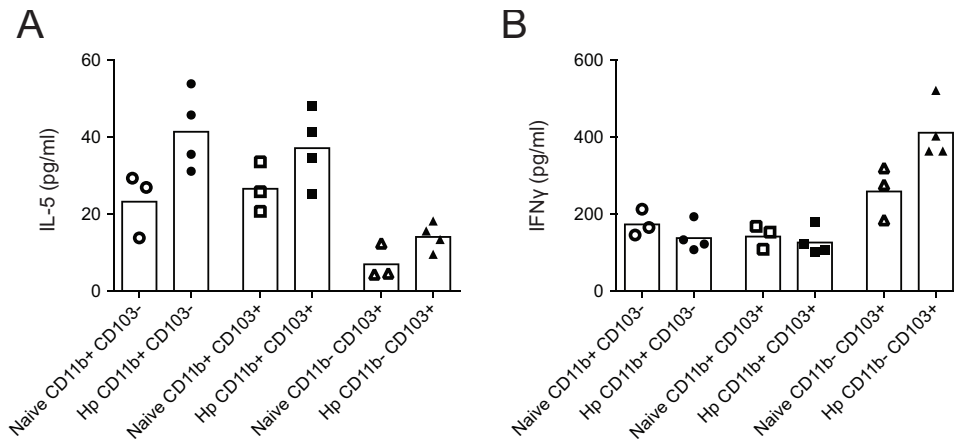 A
60
40
20
0
IL-5 (pg/ml)
Naive CD11b+ CD103-
Hp CD11b+ CD103-
Naive CD11b+ CD103+
Hp CD11b+ CD103+
Naive CD11b- CD103+
Hp CD11b- CD103+
B
600
400
200
0
IFNγ (pg/ml)
Naive CD11b+ CD103-
Hp CD11b+ CD103-
Naive CD11b+ CD103+
Hp CD11b+ CD103+
Naive CD11b- CD103+
Hp CD11b- CD103+